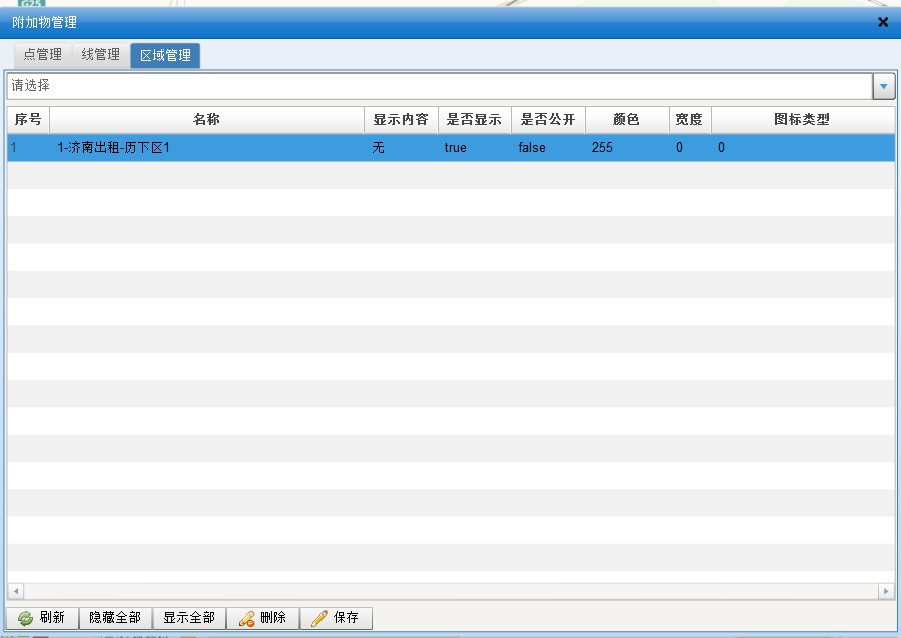 G25
附加物管理
点管理 线管理 区域管理
请选择
序号 名称 显示内容 是否显示 是否公开 颜色 宽度 图标类型
1 1-济南出租-历下区1 无 true false 255 0 0
刷新 隐藏全部 显示全部 删除 保存